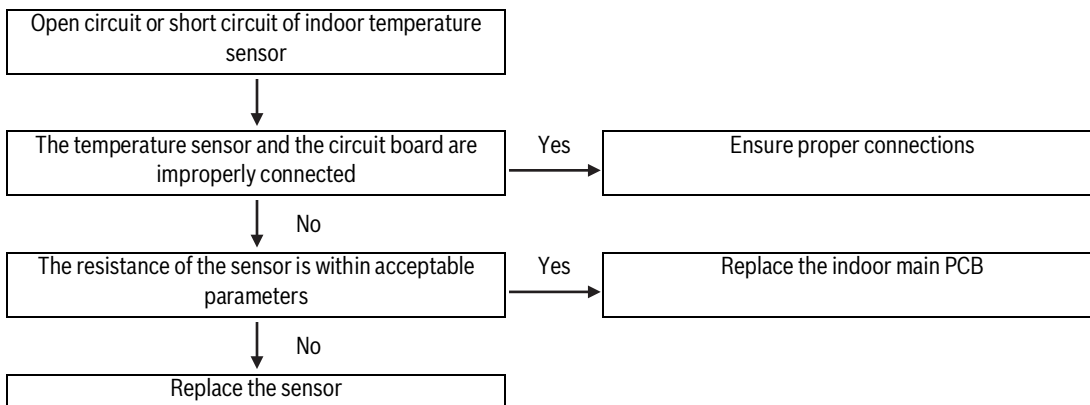 Open circuit or short circuit of indoor temperature
sensor
The temperature sensor and the circuit board are
improperly connected
Yes
Ensure proper connections
No
The resistance of the sensor is within acceptable
parameters
Yes
Replace the indoor main PCB
No
Replace the sensor